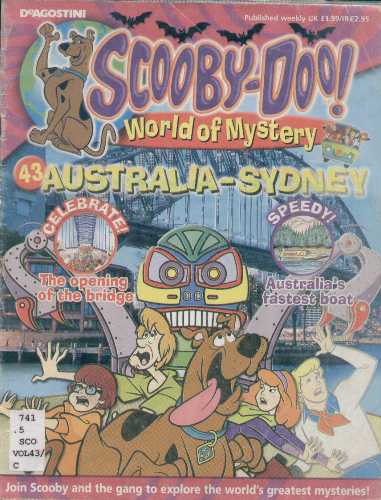 DeAGOSTINI
Published weekly UK £1.99/IR€2.95
SCOOBY-DOO!
World of Mystery
43 AUSTRALIA-SYDNEY
CELEBRATE!
The opening
of the bridge
SPEEDY!
Australia's
fastest boat
741
.5
SCO
VOL43/
C
Join Scooby and the gang to explore the world's greatest mysteries!